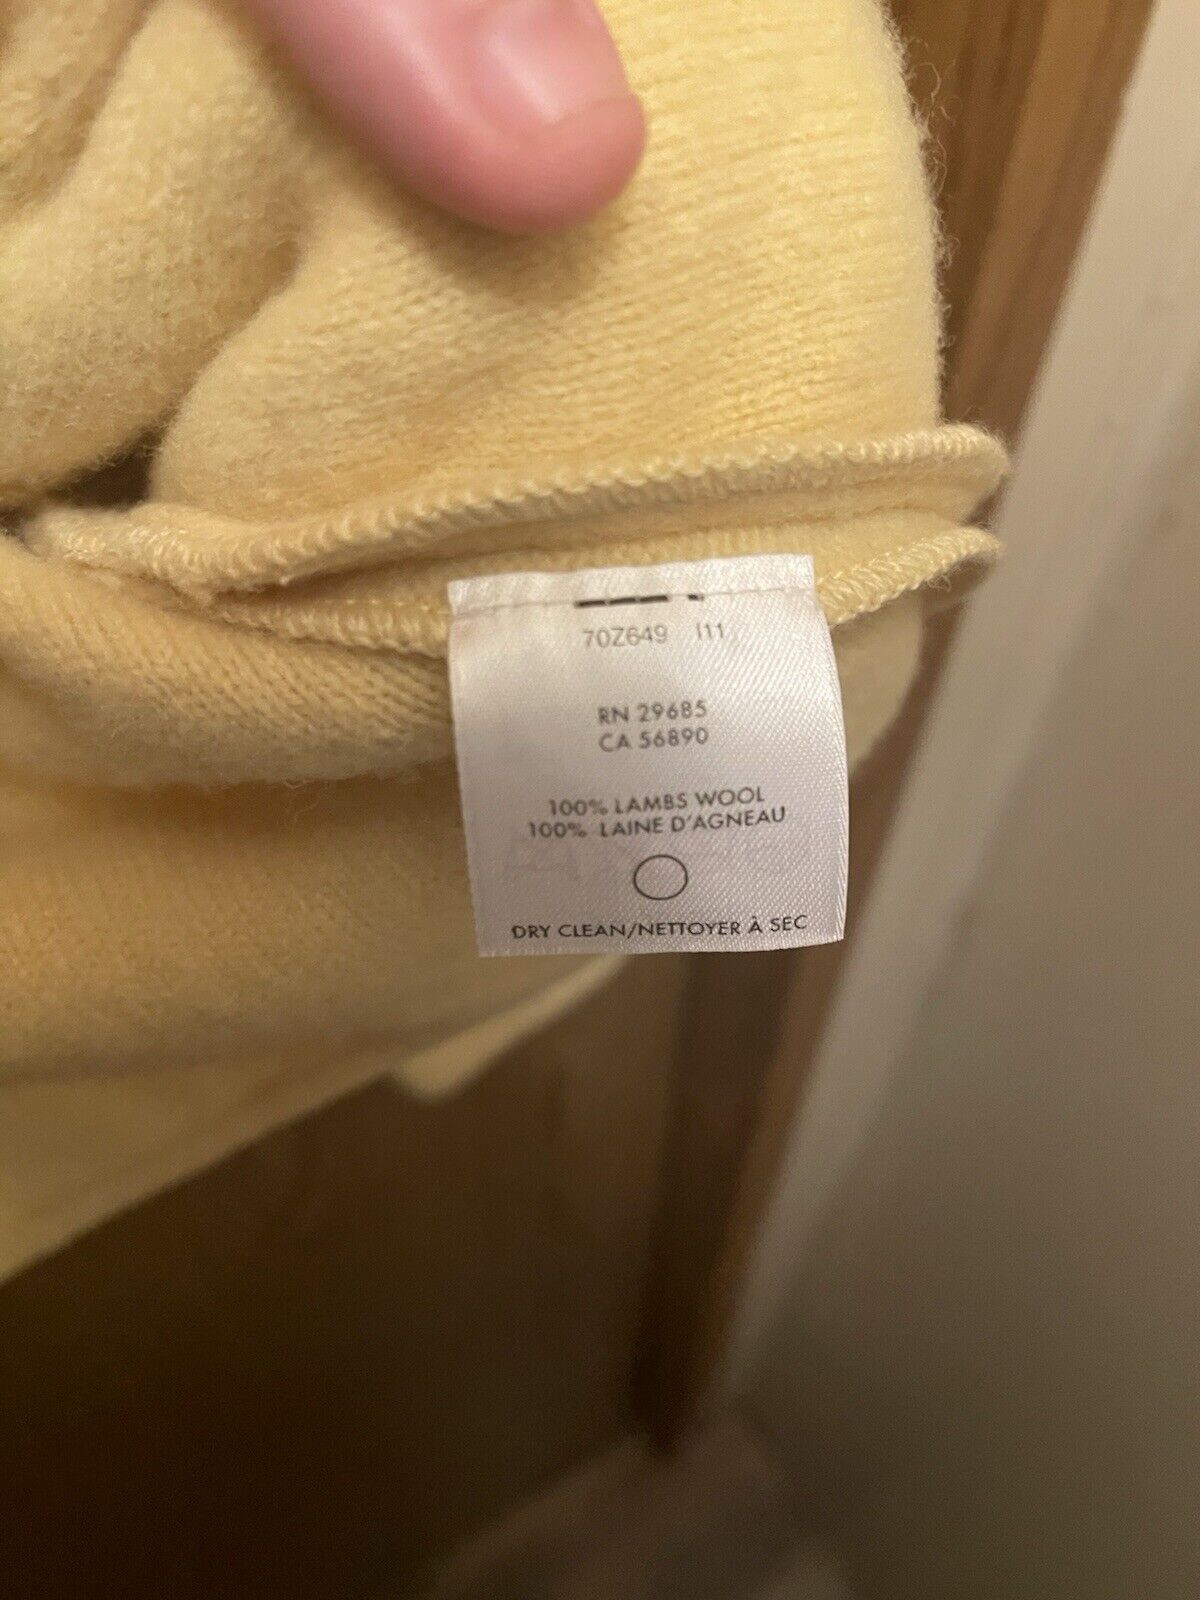 70Z649 I11
RN 29685
CA 56890
100% LAMBS WOOL
100% LAINE D'AGNEAU
DRY CLEAN/NETTOYER À SEC